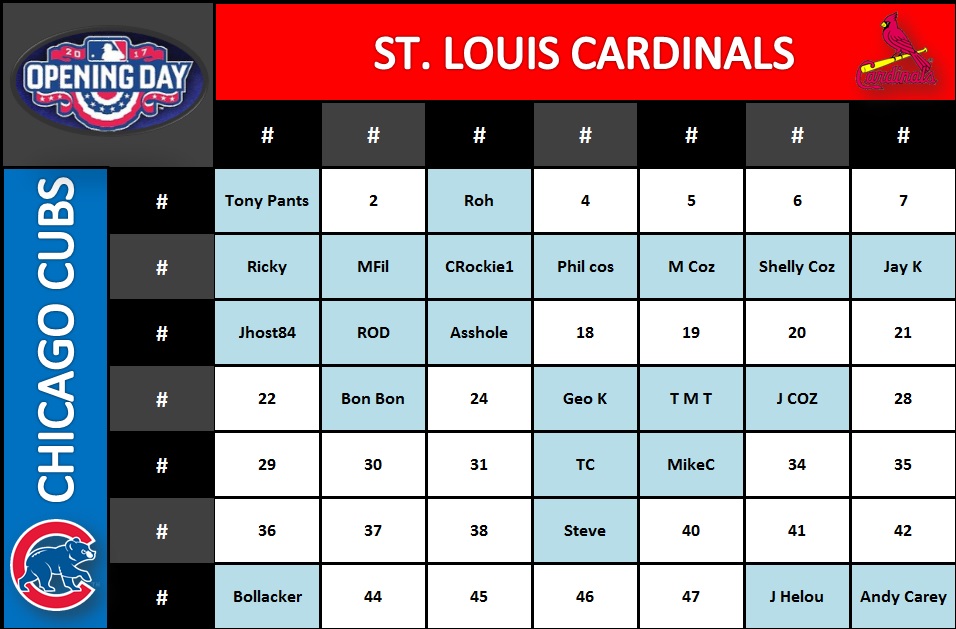 2017
OPENING DAY
ST. LOUIS CARDINALS
Cardinals
# # # # # # #
CHICAGO CUBS
# Tony Pants 2 Roh 4 5 6 7
# Ricky MFil CRockie1 Phil cos M Coz Shelly Coz Jay K
# Jhost84 ROD Asshole 18 19 20 21
# 22 Bon Bon 24 Geo K T M T J COZ 28
# 29 30 31 TC MikeC 34 35
# 36 37 38 Steve 40 41 42
# Bollacker 44 45 46 47 J Helou Andy Carey